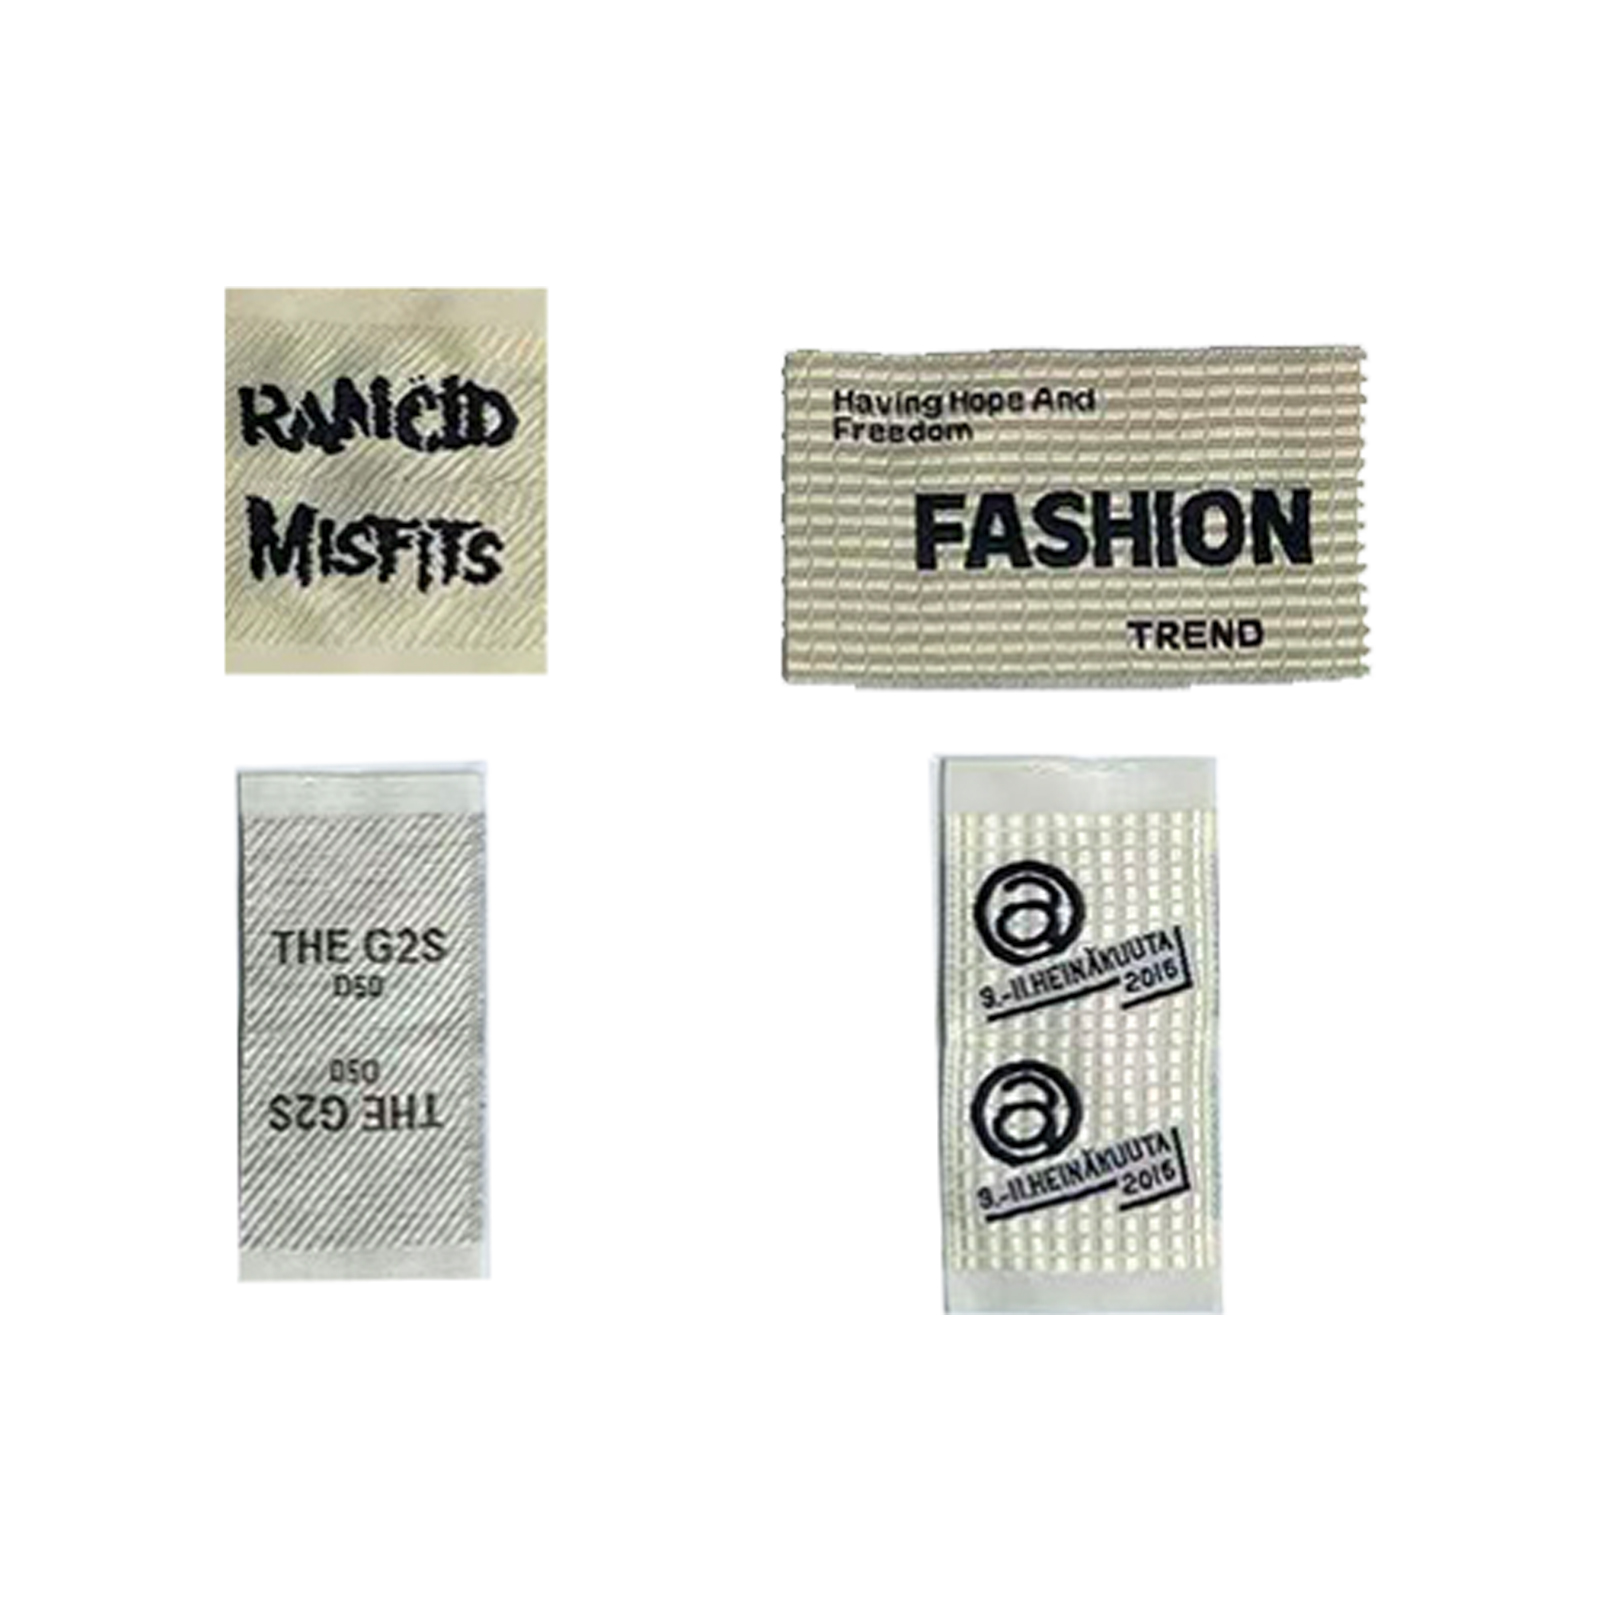 RANCID
MISFITS
Having Hope And
Freedom
FASHION
TREND
THE G2S
D50
D50
THE G2S
@
9.-11.HEINÄKUUTA
2016
@
9.-11.HEINÄKUUTA
2016